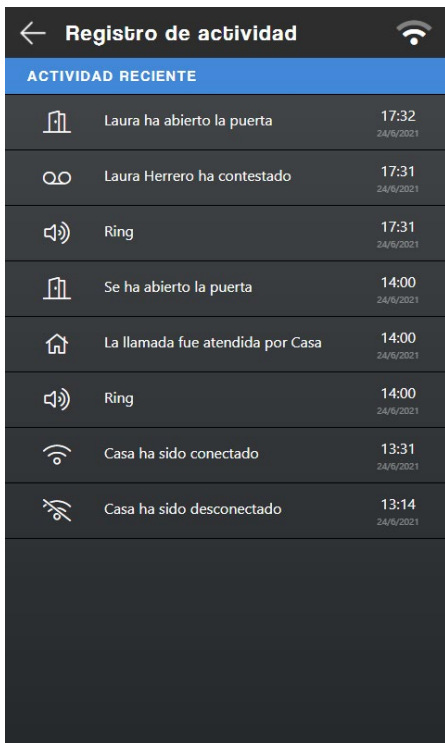 Registro de actividad
ACTIVIDAD RECIENTE
Laura ha abierto la puerta 17:32
24/6/2021
Laura Herrero ha contestado 17:31
24/6/2021
Ring 17:31
24/6/2021
Se ha abierto la puerta 14:00
24/6/2021
La llamada fue atendida por Casa 14:00
24/6/2021
Ring 14:00
24/6/2021
Casa ha sido conectado 13:31
24/6/2021
Casa ha sido desconectado 13:14
24/6/2021